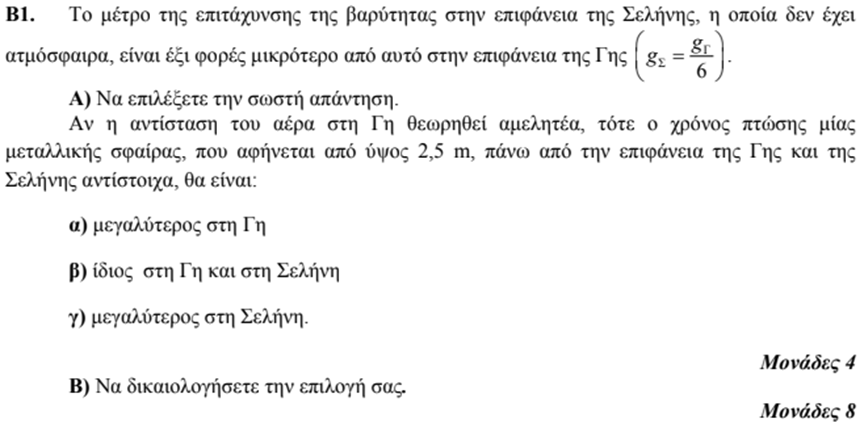 Β1. Το μέτρο της επιτάχυνσης της βαρύτητας στην επιφάνεια της Σελήνης, η οποία δεν έχει
ατμόσφαιρα, είναι έξι φορές μικρότερο από αυτό στην επιφάνεια της Γης (g_Σ = g_Γ/6).
Α) Να επιλέξετε την σωστή απάντηση.
Αν η αντίσταση του αέρα στη Γη θεωρηθεί αμελητέα, τότε ο χρόνος πτώσης μίας
μεταλλικής σφαίρας, που αφήνεται από ύψος 2,5 m, πάνω από την επιφάνεια της Γης και της
Σελήνης αντίστοιχα, θα είναι:
α) μεγαλύτερος στη Γη
β) ίδιος στη Γη και στη Σελήνη
γ) μεγαλύτερος στη Σελήνη.
Μονάδες 4
Β) Να δικαιολογήσετε την επιλογή σας.
Μονάδες 8